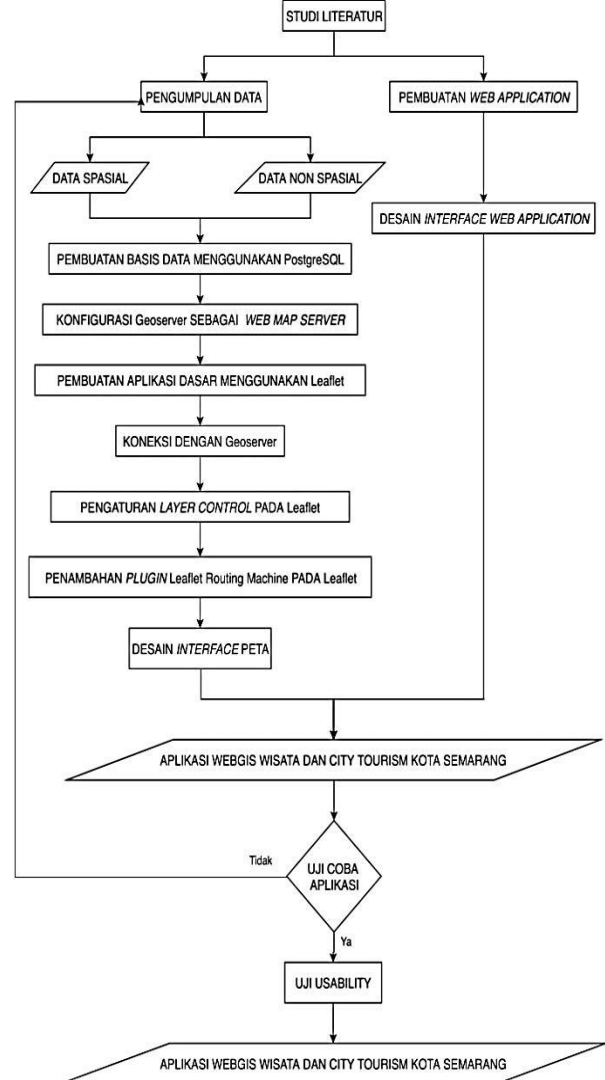 STUDI LITERATUR
PENGUMPULAN DATA
PEMBUATAN WEB APPLICATION
DATA SPASIAL
DATA NON SPASIAL
DESAIN INTERFACE WEB APPLICATION
PEMBUATAN BASIS DATA MENGGUNAKAN PostgreSQL
KONFIGURASI Geoserver SEBAGAI WEB MAP SERVER
PEMBUATAN APLIKASI DASAR MENGGUNAKAN Leaflet
KONEKSI DENGAN Geoserver
PENGATURAN LAYER CONTROL PADA Leaflet
PENAMBAHAN PLUGIN Leaflet Routing Machine PADA Leaflet
DESAIN INTERFACE PETA
APLIKASI WEBGIS WISATA DAN CITY TOURISM KOTA SEMARANG
Tidak
UJI COBA
APLIKASI
Ya
UJI USABILITY
APLIKASI WEBGIS WISATA DAN CITY TOURISM KOTA SEMARANG